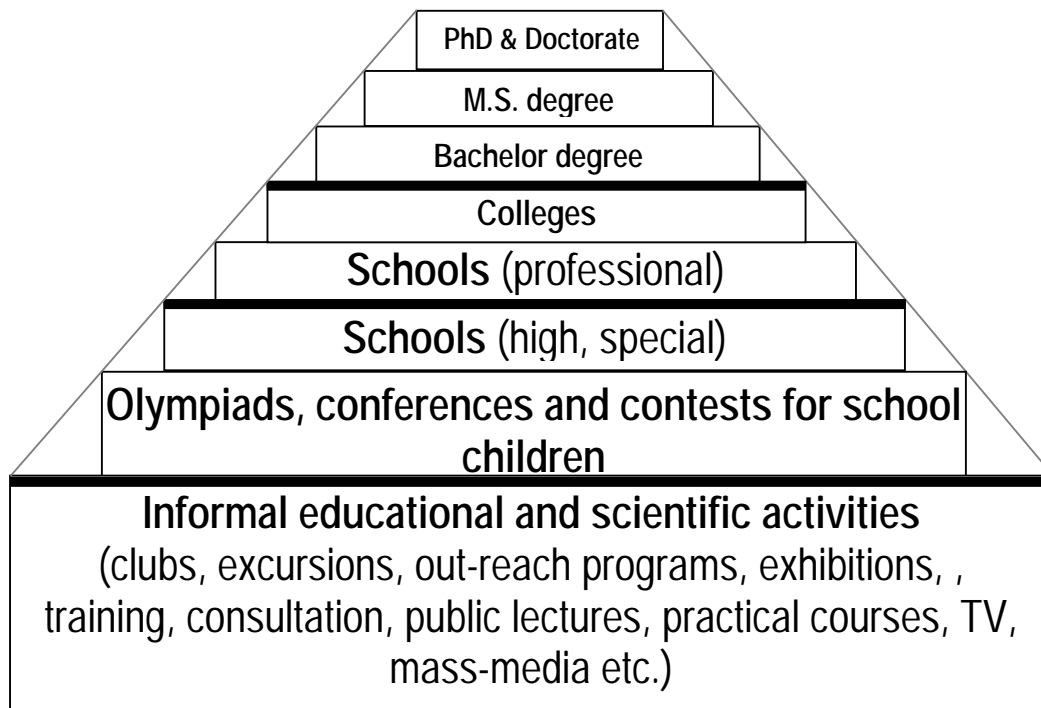 PhD & Doctorate
M.S. degree
Bachelor degree
Colleges
Schools (professional)
Schools (high, special)
Olympiads, conferences and contests for school
children
Informal educational and scientific activities
(clubs, excursions, out-reach programs, exhibitions, ,
training, consultation, public lectures, practical courses, TV,
mass-media etc.)